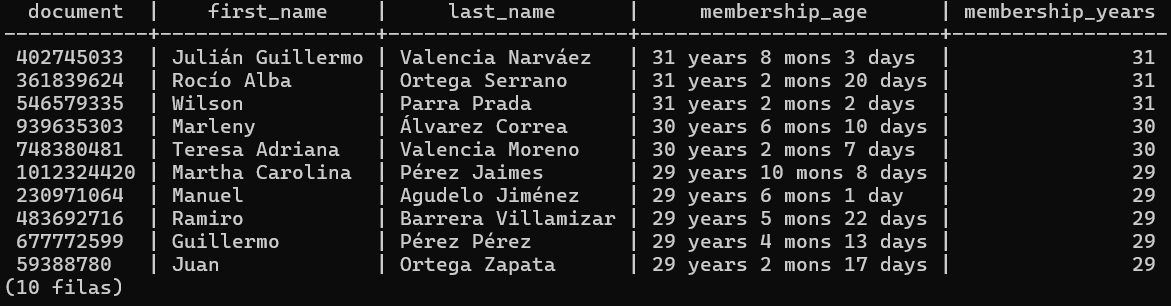 document  |    first_name    |     last_name      |     membership_age      | membership_years
------------+------------------+--------------------+-------------------------+------------------
 402745033  | Julián Guillermo | Valencia Narváez   | 31 years 8 mons 3 days  |               31
 361839624  | Rocío Alba       | Ortega Serrano     | 31 years 2 mons 20 days |               31
 546579335  | Wilson           | Parra Prada        | 31 years 2 mons 2 days  |               31
 939635303  | Marleny          | Álvarez Correa     | 30 years 6 mons 10 days |               30
 748380481  | Teresa Adriana   | Valencia Moreno    | 30 years 2 mons 7 days  |               30
 1012324420 | Martha Carolina  | Pérez Jaimes       | 29 years 10 mons 8 days |               29
 230971064  | Manuel           | Agudelo Jiménez    | 29 years 6 mons 1 day   |               29
 483692716  | Ramiro           | Barrera Villamizar | 29 years 5 mons 22 days |               29
 677772599  | Guillermo        | Pérez Pérez        | 29 years 4 mons 13 days |               29
 59388780   | Juan             | Ortega Zapata      | 29 years 2 mons 17 days |               29
(10 filas)